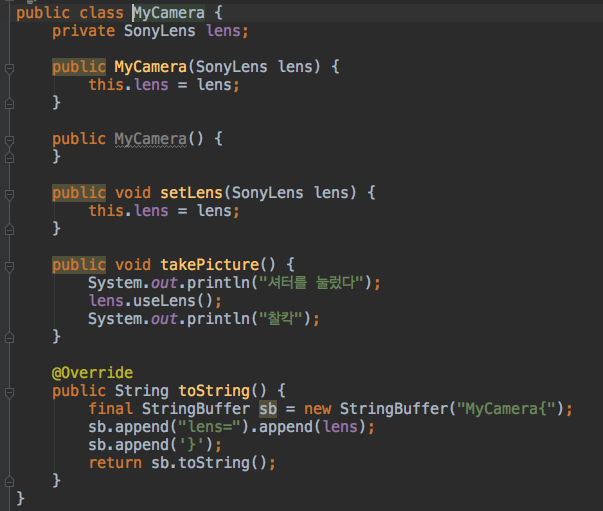 public class MyCamera {
private SonyLens lens;
public MyCamera(SonyLens lens) {
this.lens = lens;
}
public MyCamera() {
}
public void setLens(SonyLens lens) {
this.lens = lens;
}
public void takePicture() {
System.out.println("셔터를 눌렀다");
lens.useLens();
System.out.println("찰칵");
}
@Override
public String toString() {
final StringBuffer sb = new StringBuffer("MyCamera{");
sb.append("lens=").append(lens);
sb.append('}');
return sb.toString();
}
}